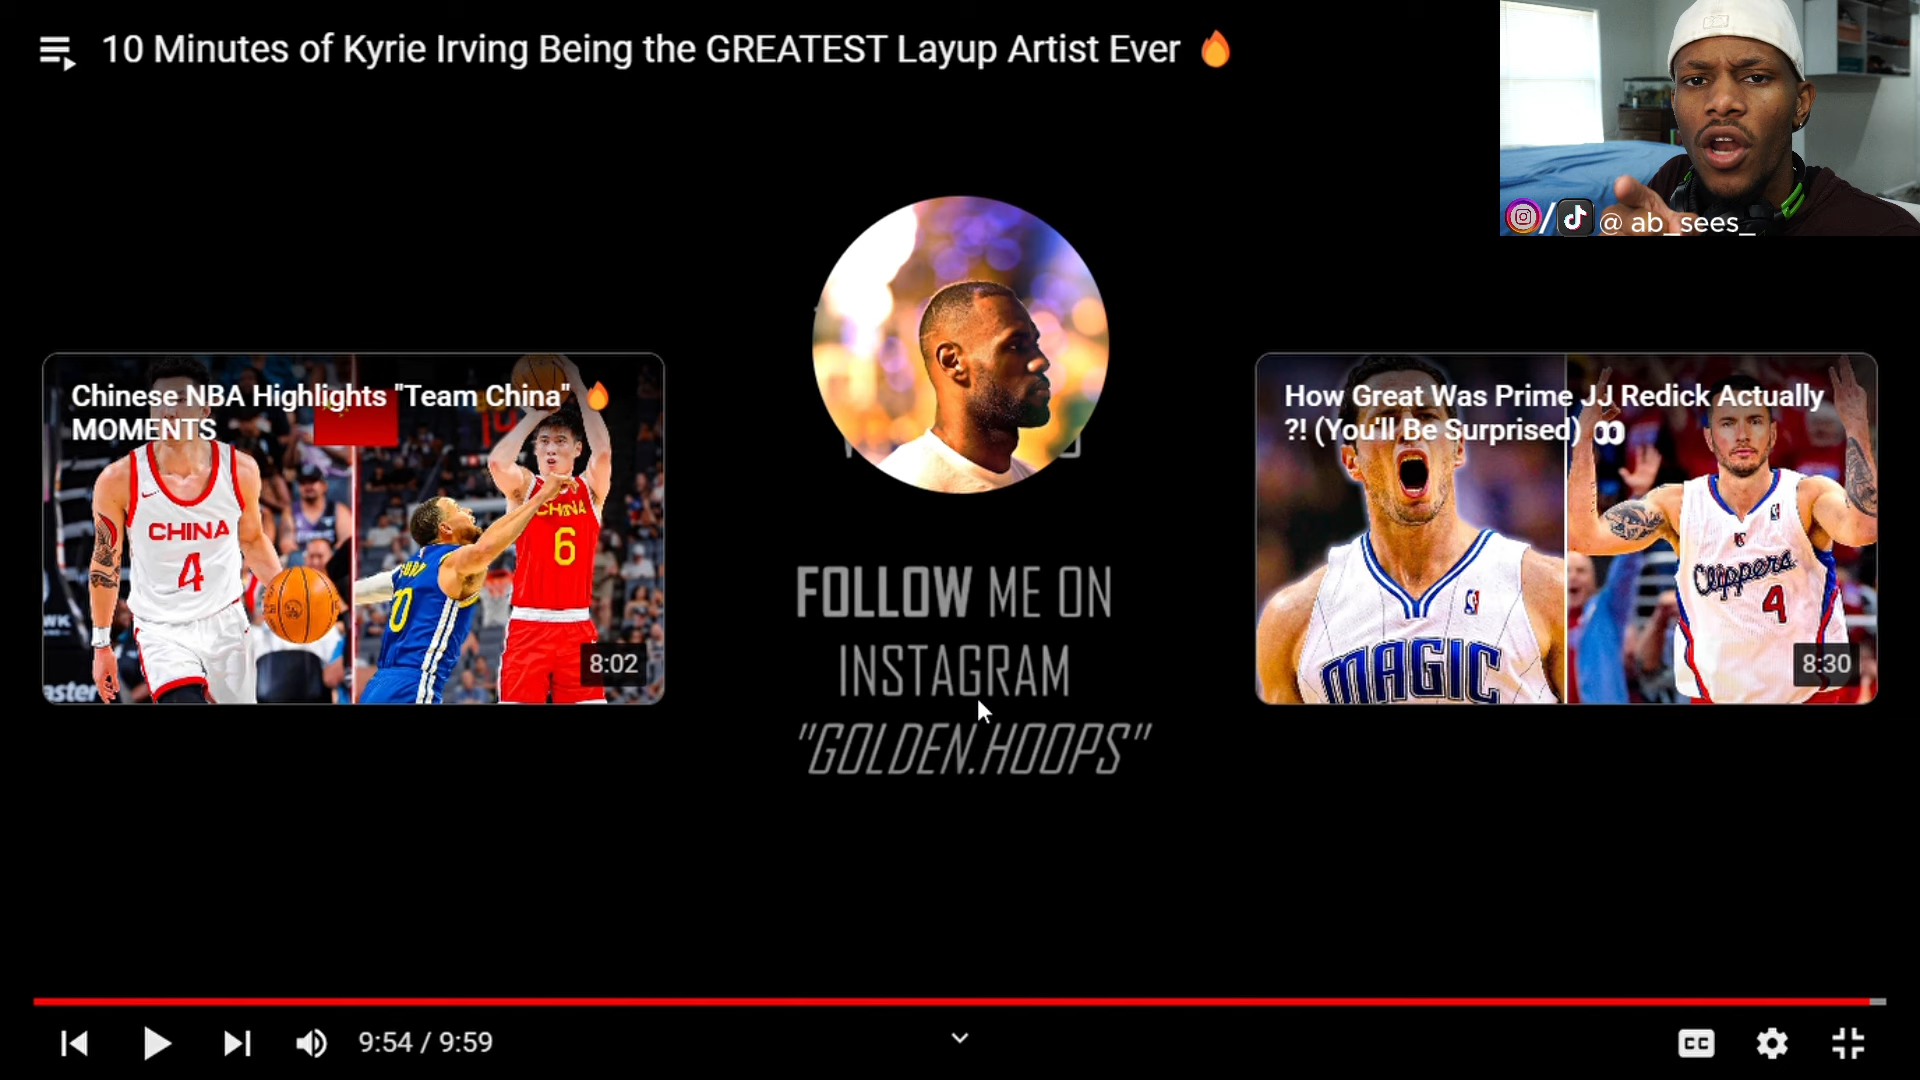 10 Minutes of Kyrie Irving Being the GREATEST Layup Artist Ever 🔥
@ ab_sees_
Chinese NBA Highlights "Team China" 🔥
MOMENTS
CHINA
4
CHINA
6
8:02
FOLLOW ME ON
INSTAGRAM
"GOLDEN.HOOPS"
How Great Was Prime JJ Redick Actually
?! (You'll Be Surprised) 👀
MAGIC
Clippers
4
8:30
9:54 / 9:59
CC